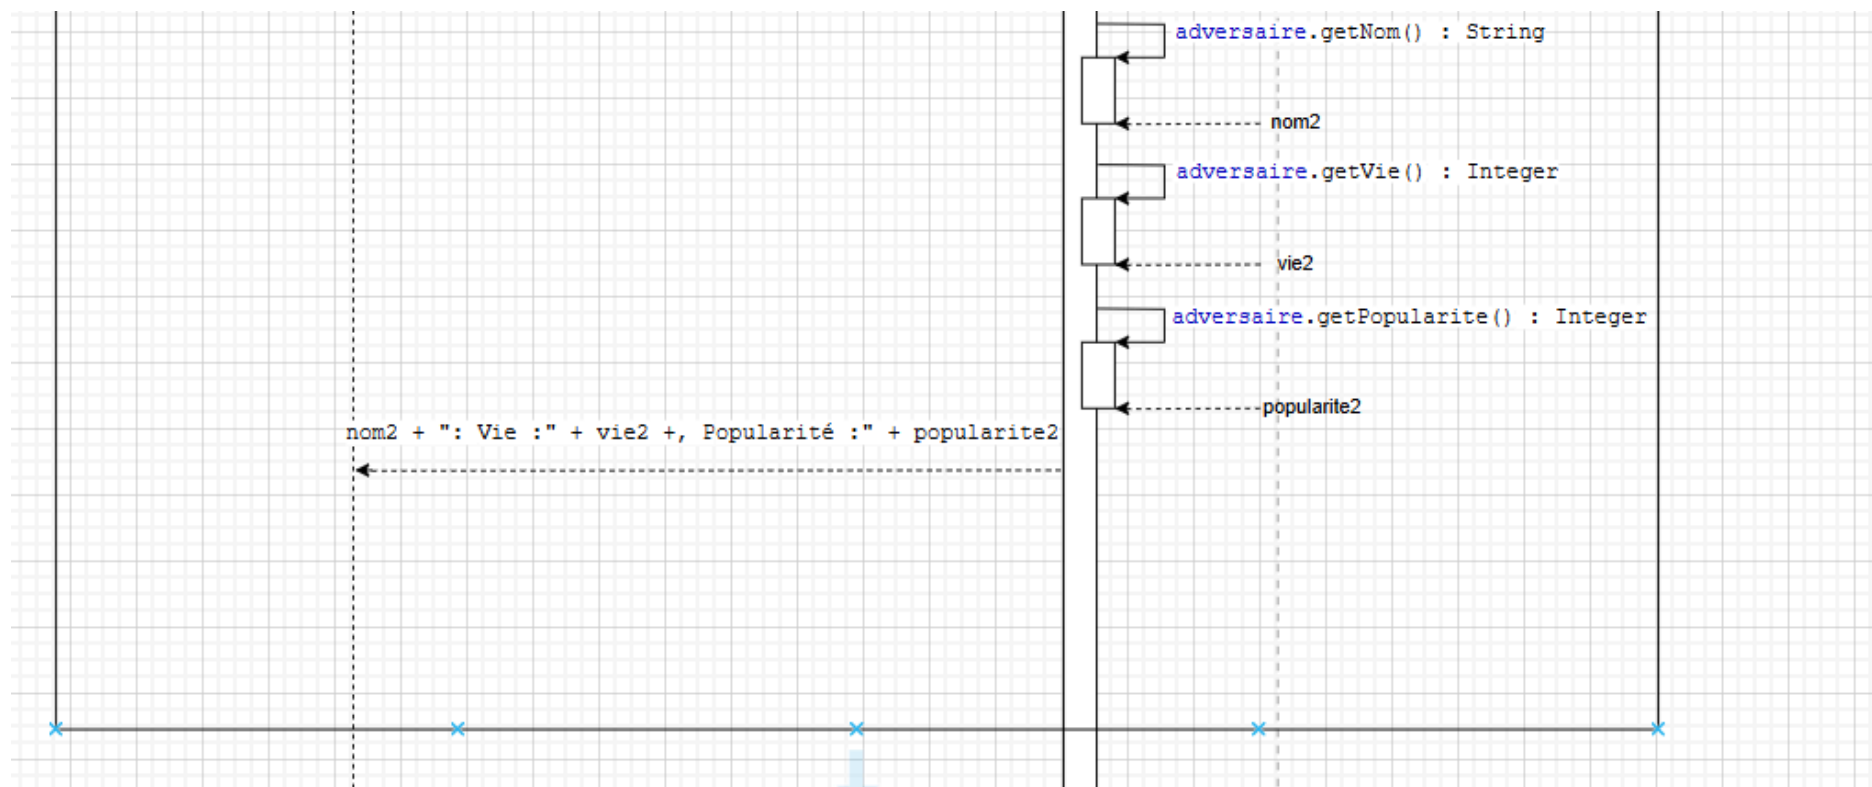 adversaire.getNom() : String
nom2
adversaire.getVie() : Integer
vie2
adversaire.getPopularite() : Integer
popularite2
nom2 + ": Vie :" + vie2 +, Popularité :" + popularite2